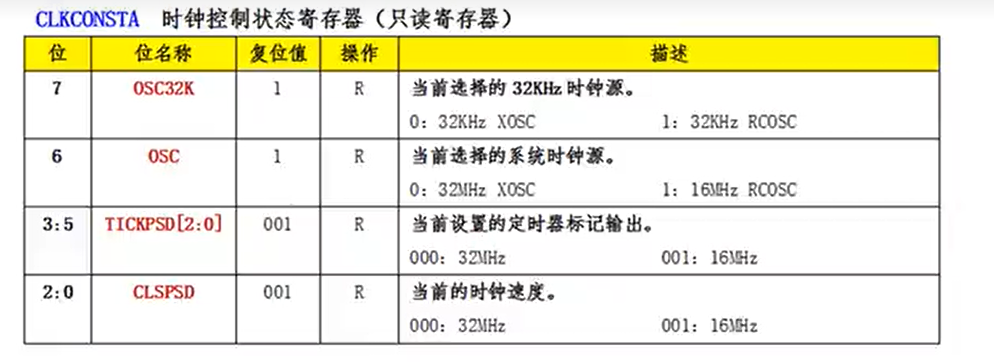 CLKCONSTA 时钟控制状态寄存器（只读寄存器）
位 位名称 复位值 操作 描述
7 OSC32K 1 R 当前选择的 32KHz 时钟源。
0: 32KHz XOSC 1: 32KHz RCOSC
6 OSC 1 R 当前选择的系统时钟源。
0: 32MHz XOSC 1: 16MHz RCOSC
3:5 TICKPSD[2:0] 001 R 当前设置的定时器标记输出。
000: 32MHz 001: 16MHz
2:0 CLSPSD 001 R 当前的时钟速度。
000: 32MHz 001: 16MHz